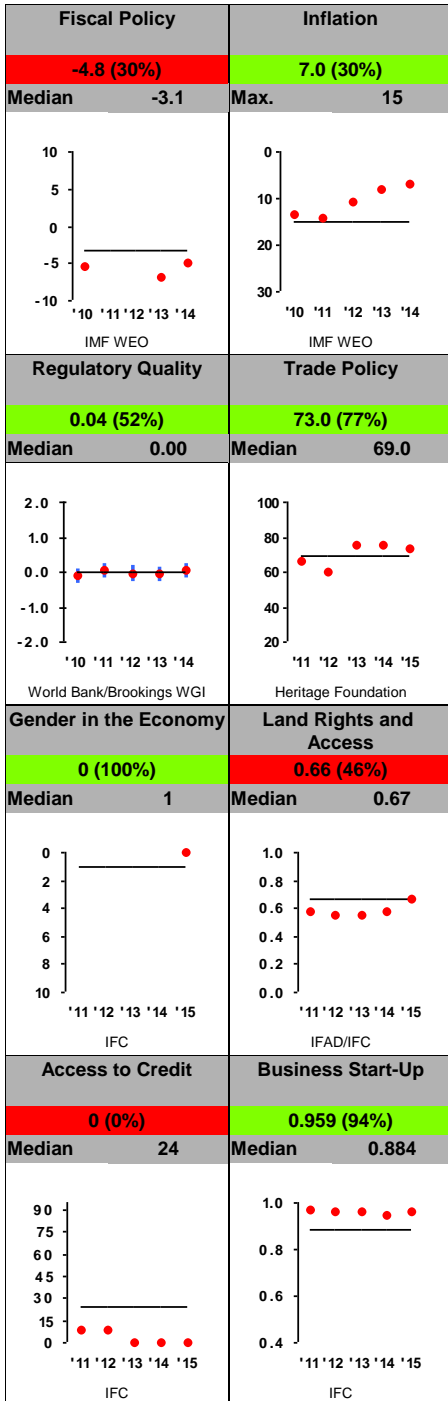 Fiscal Policy
-4.8 (30%)
Median -3.1
10
5
0
-5
-10
'10 '11 '12 '13 '14
IMF WEO
Inflation
7.0 (30%)
Max. 15
0
10
20
30
'10 '11 '12 '13 '14
IMF WEO
Regulatory Quality
0.04 (52%)
Median 0.00
2.0
1.0
0.0
-1.0
-2.0
'10 '11 '12 '13 '14
World Bank/Brookings WGI
Trade Policy
73.0 (77%)
Median 69.0
100
80
60
40
20
'11 '12 '13 '14 '15
Heritage Foundation
Gender in the Economy
0 (100%)
Median 1
0
2
4
6
8
10
'11 '12 '13 '14 '15
IFC
Land Rights and
Access
0.66 (46%)
Median 0.67
1.0
0.8
0.6
0.4
0.2
0.0
'11 '12 '13 '14 '15
IFAD/IFC
Access to Credit
0 (0%)
Median 24
90
75
60
45
30
15
0
'11 '12 '13 '14 '15
IFC
Business Start-Up
0.959 (94%)
Median 0.884
1.0
0.8
0.6
0.4
'11 '12 '13 '14 '15
IFC